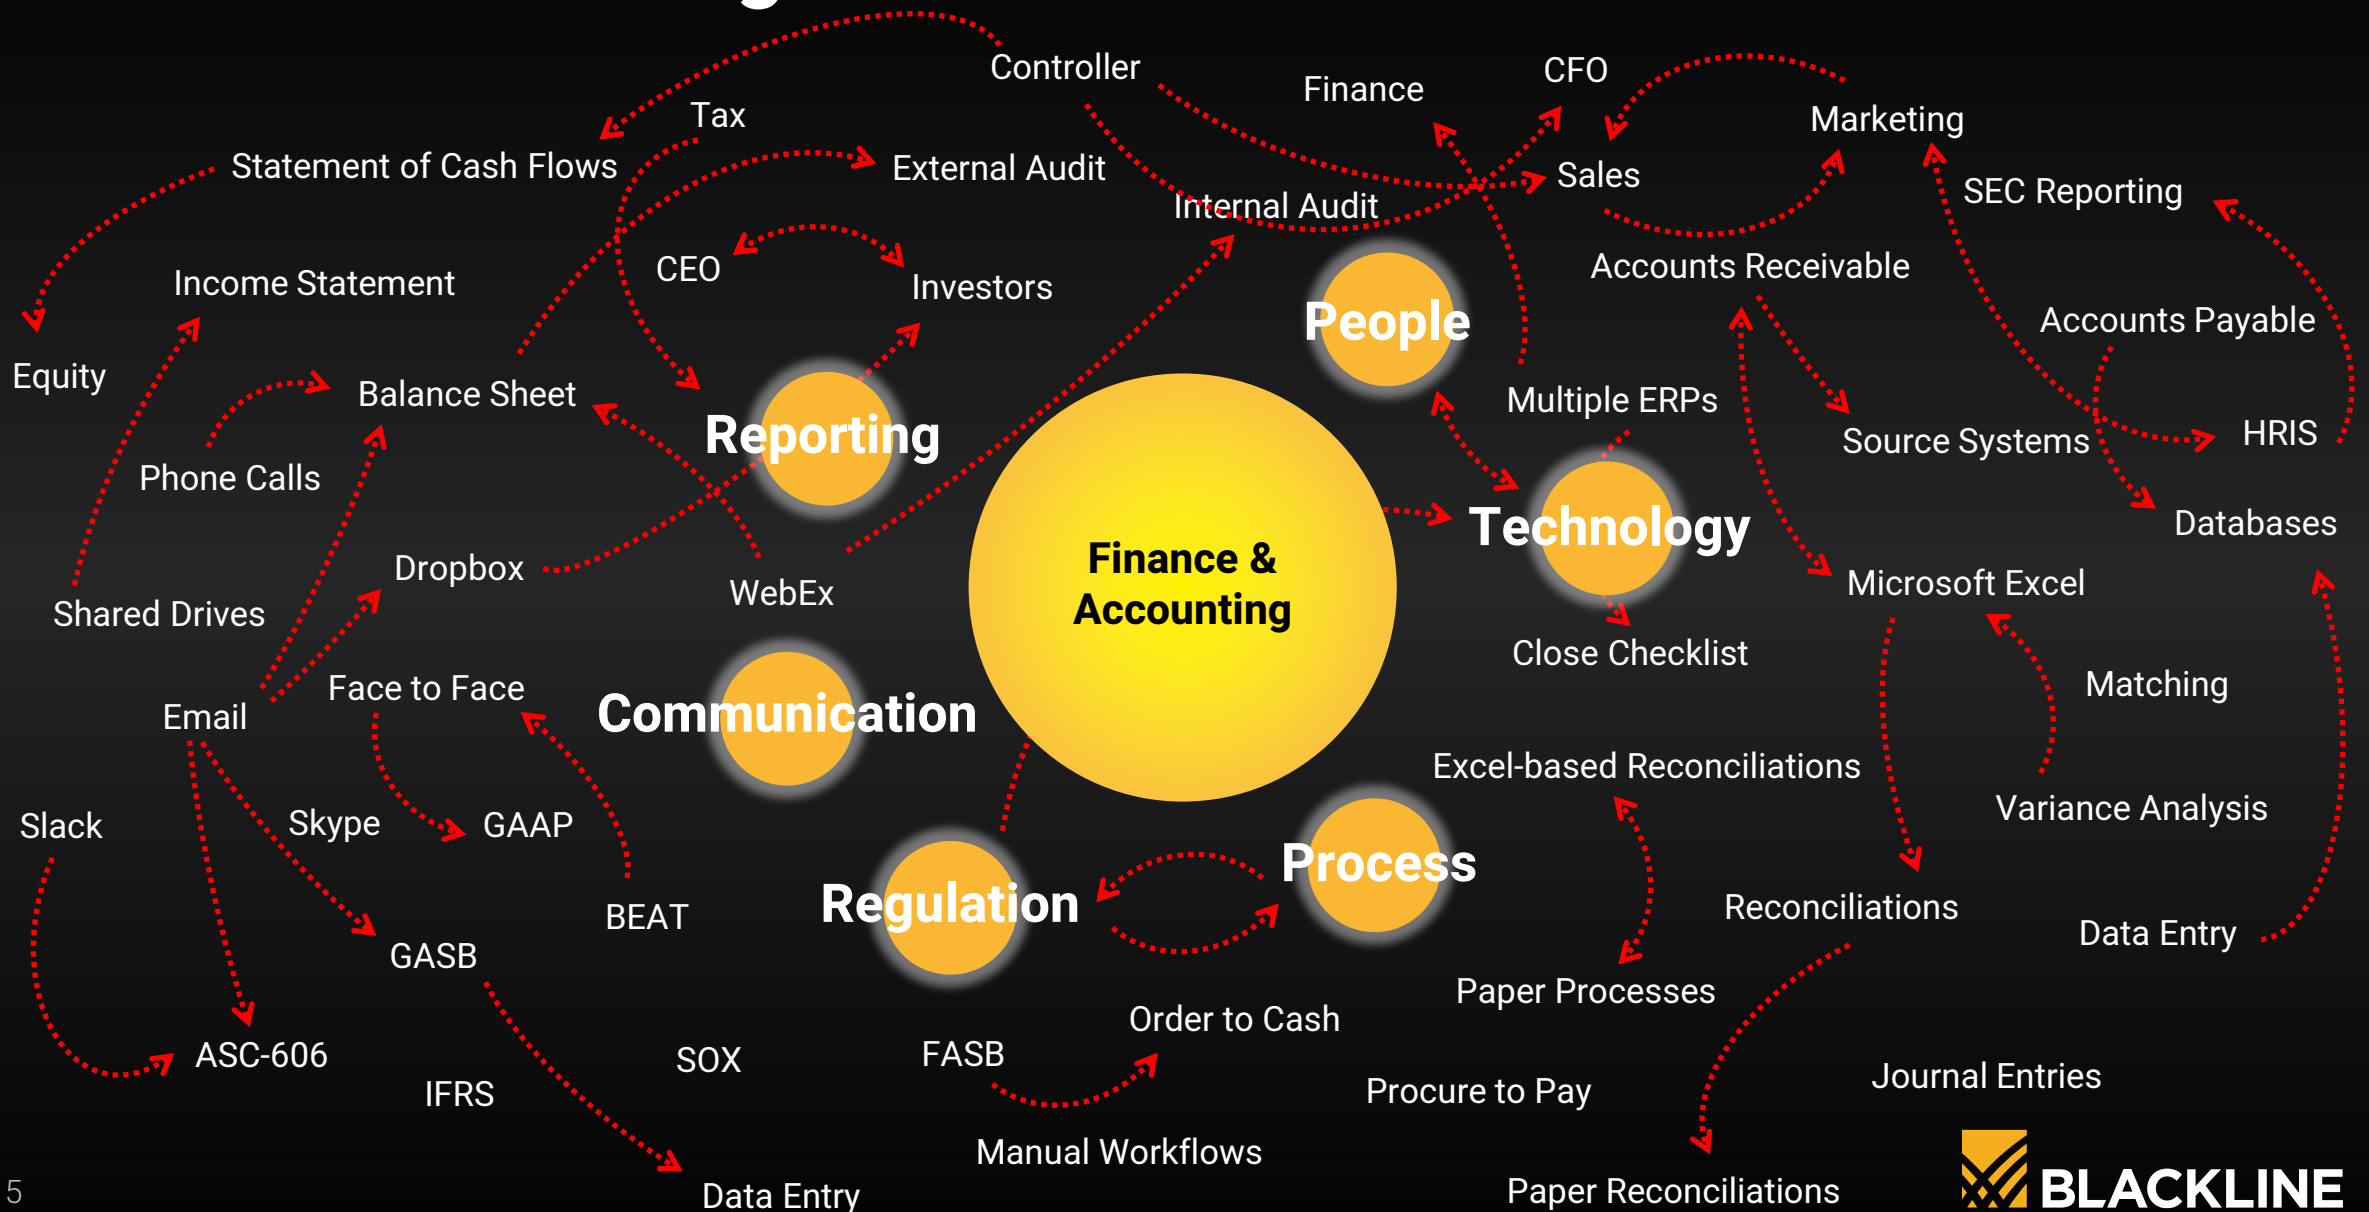 Controller
Finance
CFO
Tax
Marketing
Statement of Cash Flows
External Audit
Sales
SEC Reporting
Internal Audit
CEO
Investors
Income Statement
Accounts Receivable
People
Accounts Payable
Equity
Balance Sheet
Multiple ERPs
Reporting
Source Systems
HRIS
Phone Calls
Technology
Databases
Dropbox
WebEx
Finance &
Accounting
Microsoft Excel
Shared Drives
Close Checklist
Face to Face
Matching
Email
Communication
Excel-based Reconciliations
Slack
Skype
GAAP
Variance Analysis
Process
Regulation
BEAT
Reconciliations
Data Entry
GASB
Paper Processes
Order to Cash
ASC-606
SOX
FASB
Journal Entries
IFRS
Procure to Pay
Manual Workflows
Data Entry
Paper Reconciliations
5
BLACKLINE